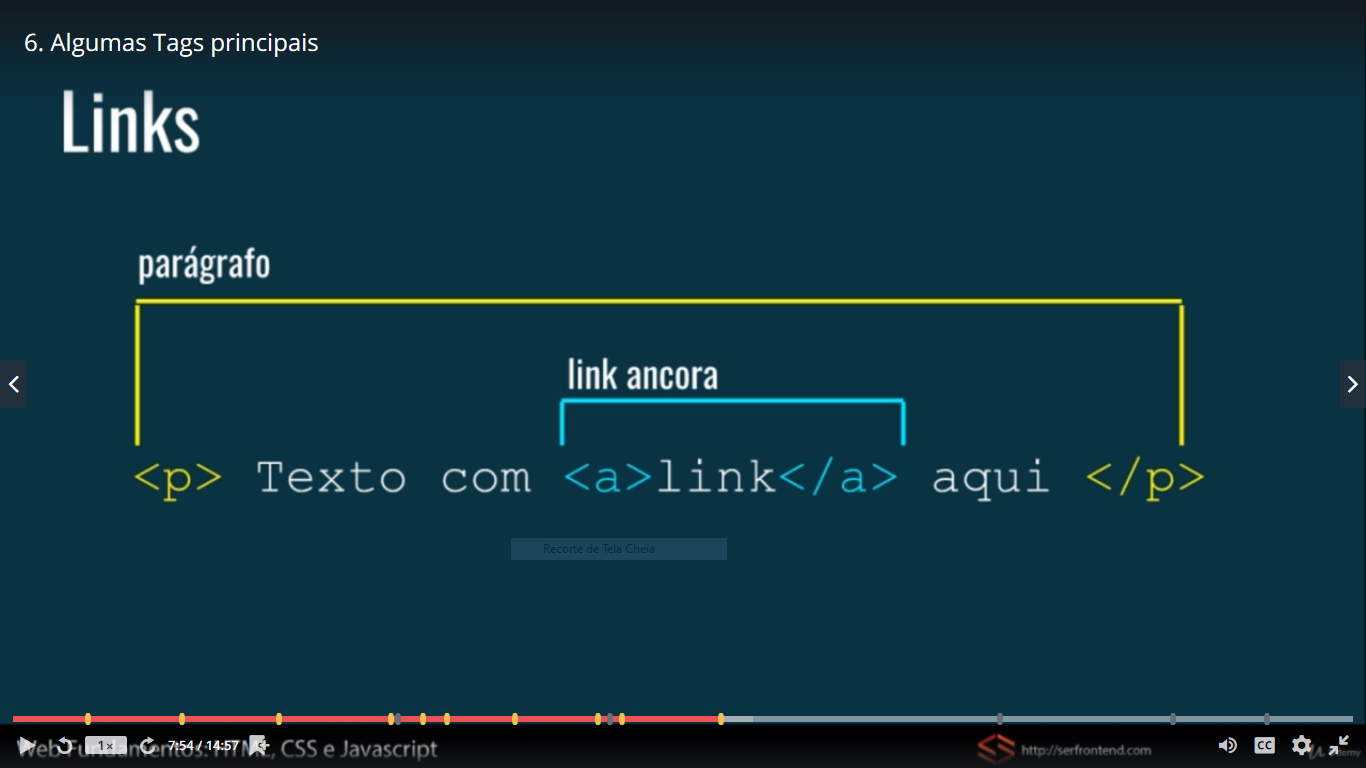 6. Algumas Tags principais
Links
parágrafo
link ancora
<p> Texto com <a>link</a> aqui </p>
Recorte de Tela Cheia
1×
7:54 / 14:57
Web Fundamentos: HTML, CSS e Javascript
http://serfrontend.com
CC